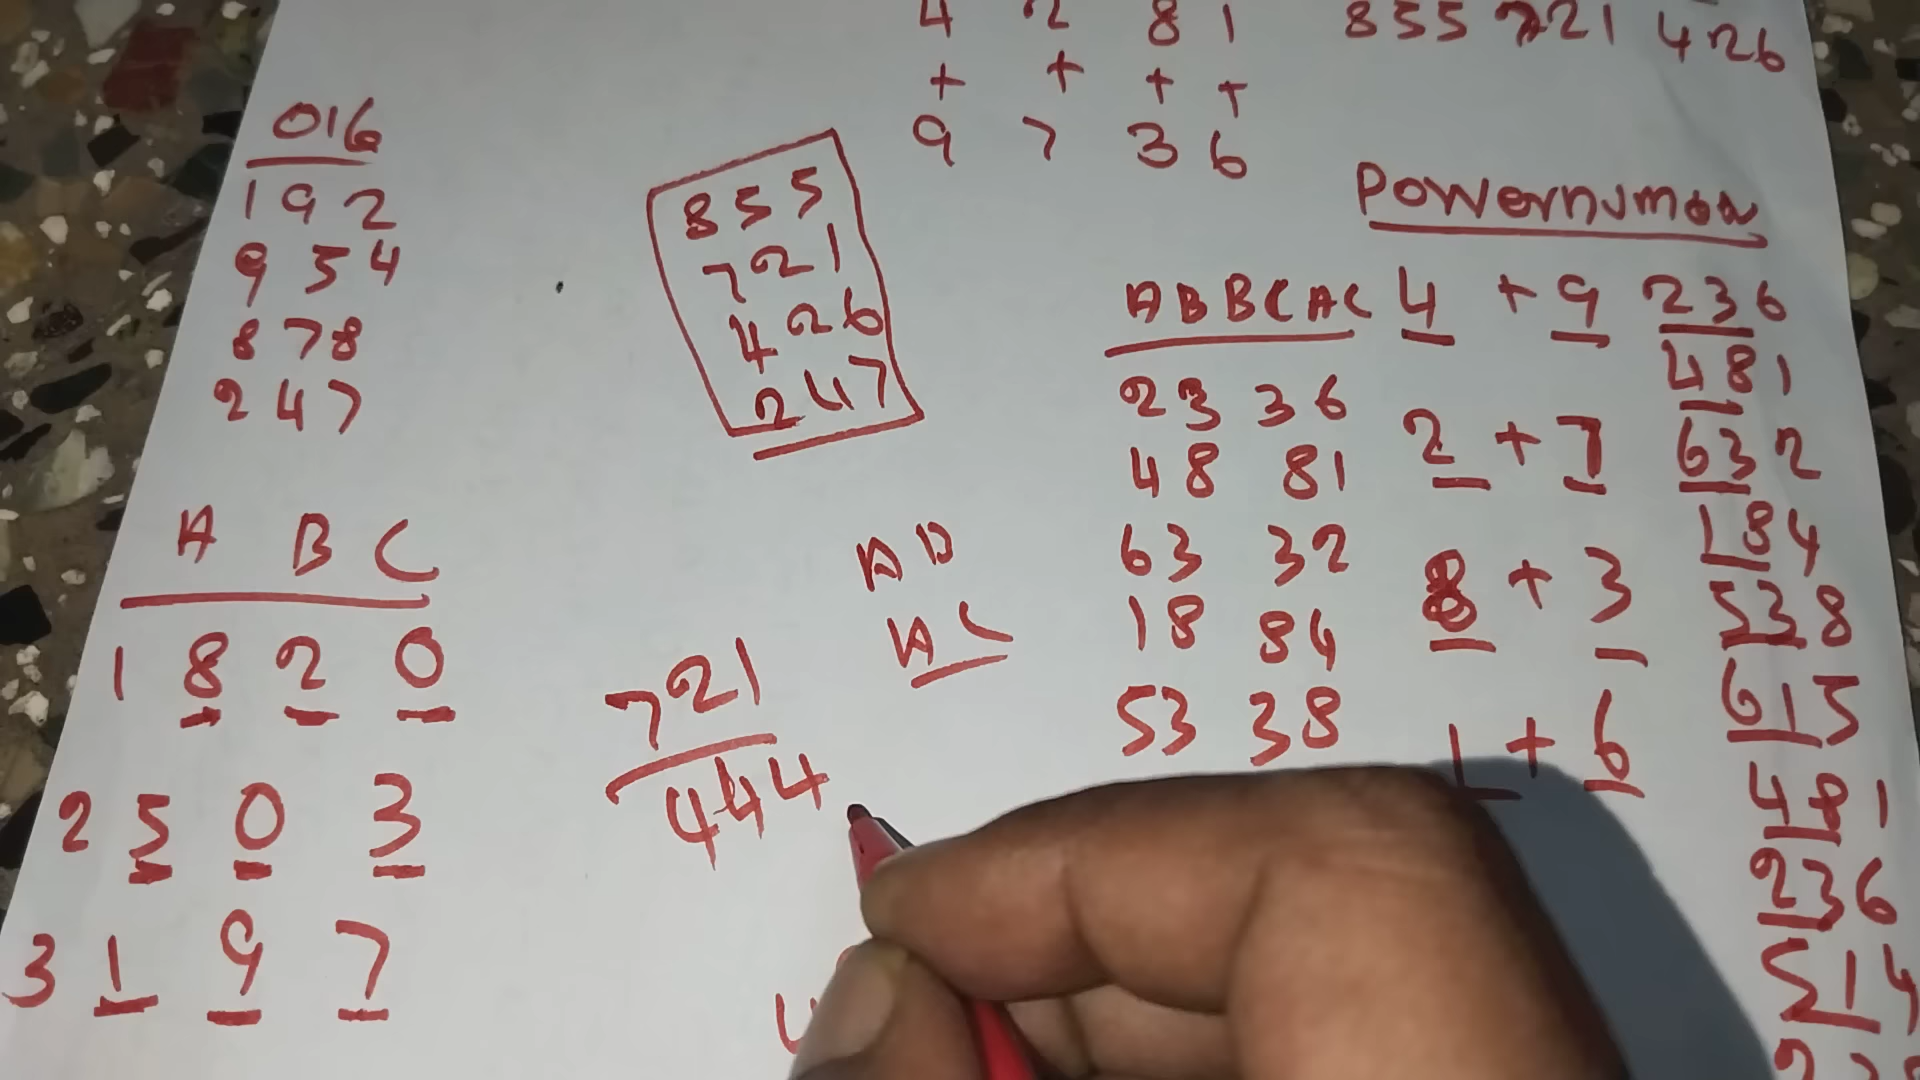 4 2 8 1
+ + + +
9 7 3 6
855 721 426
016
192
954
878
247
855
721
426
247
A B C
1 8 2 0
2 5 0 3
3 1 9 7
721
444
AB
AC
AB BC AC
23 36
48 81
63 32
18 84
53 38
4 + 9
2 + 7
8 + 3
1 + 6
236
481
632
184
538
615
481
236
514